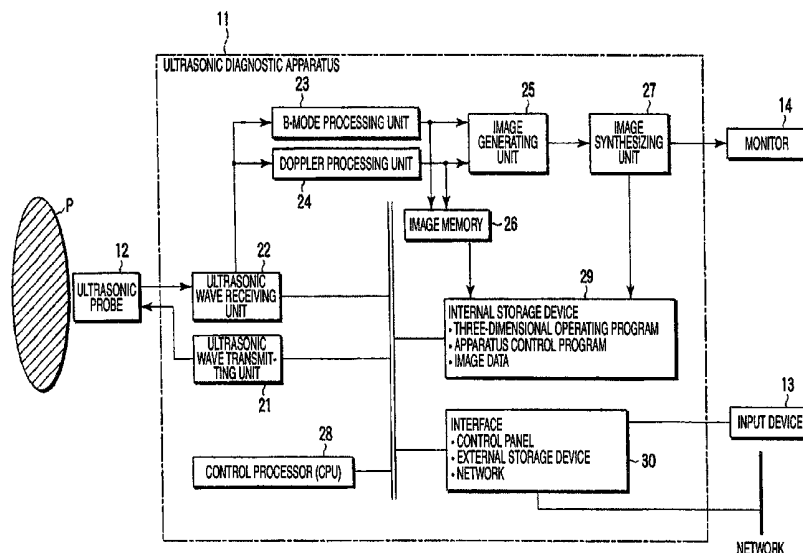 11
ULTRASONIC DIAGNOSTIC APPARATUS
23
B-MODE PROCESSING UNIT
DOPPLER PROCESSING UNIT
24
25
IMAGE
GENERATING
UNIT
27
IMAGE
SYNTHESIZING
UNIT
14
MONITOR
IMAGE MEMORY
26
P
12
ULTRASONIC
PROBE
22
ULTRASONIC
WAVE RECEIVING
UNIT
ULTRASONIC
WAVE TRANSMIT-
TING UNIT
21
29
INTERNAL STORAGE DEVICE
• THREE-DIMENSIONAL OPERATING PROGRAM
• APPARATUS CONTROL PROGRAM
• IMAGE DATA
28
CONTROL PROCESSOR (CPU)
INTERFACE
• CONTROL PANEL
• EXTERNAL STORAGE DEVICE
• NETWORK
30
13
INPUT DEVICE
NETWORK